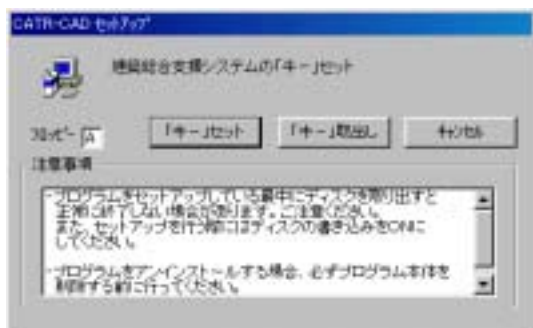 CATR-CAD セットアップ
建築総合支援システムの「キー」セット
フロッピー A
「キー」セット 「キー」取出し キャンセル
注意事項
・プログラムをセットアップしている最中にディスクを取り出すと
正常に終了しない場合があります。ご注意ください。
また、セットアップを行う際にはディスクの書き込みをONに
してください。
・プログラムをアンインストールする場合、必ずプログラム本体を
削除する前に行ってください。